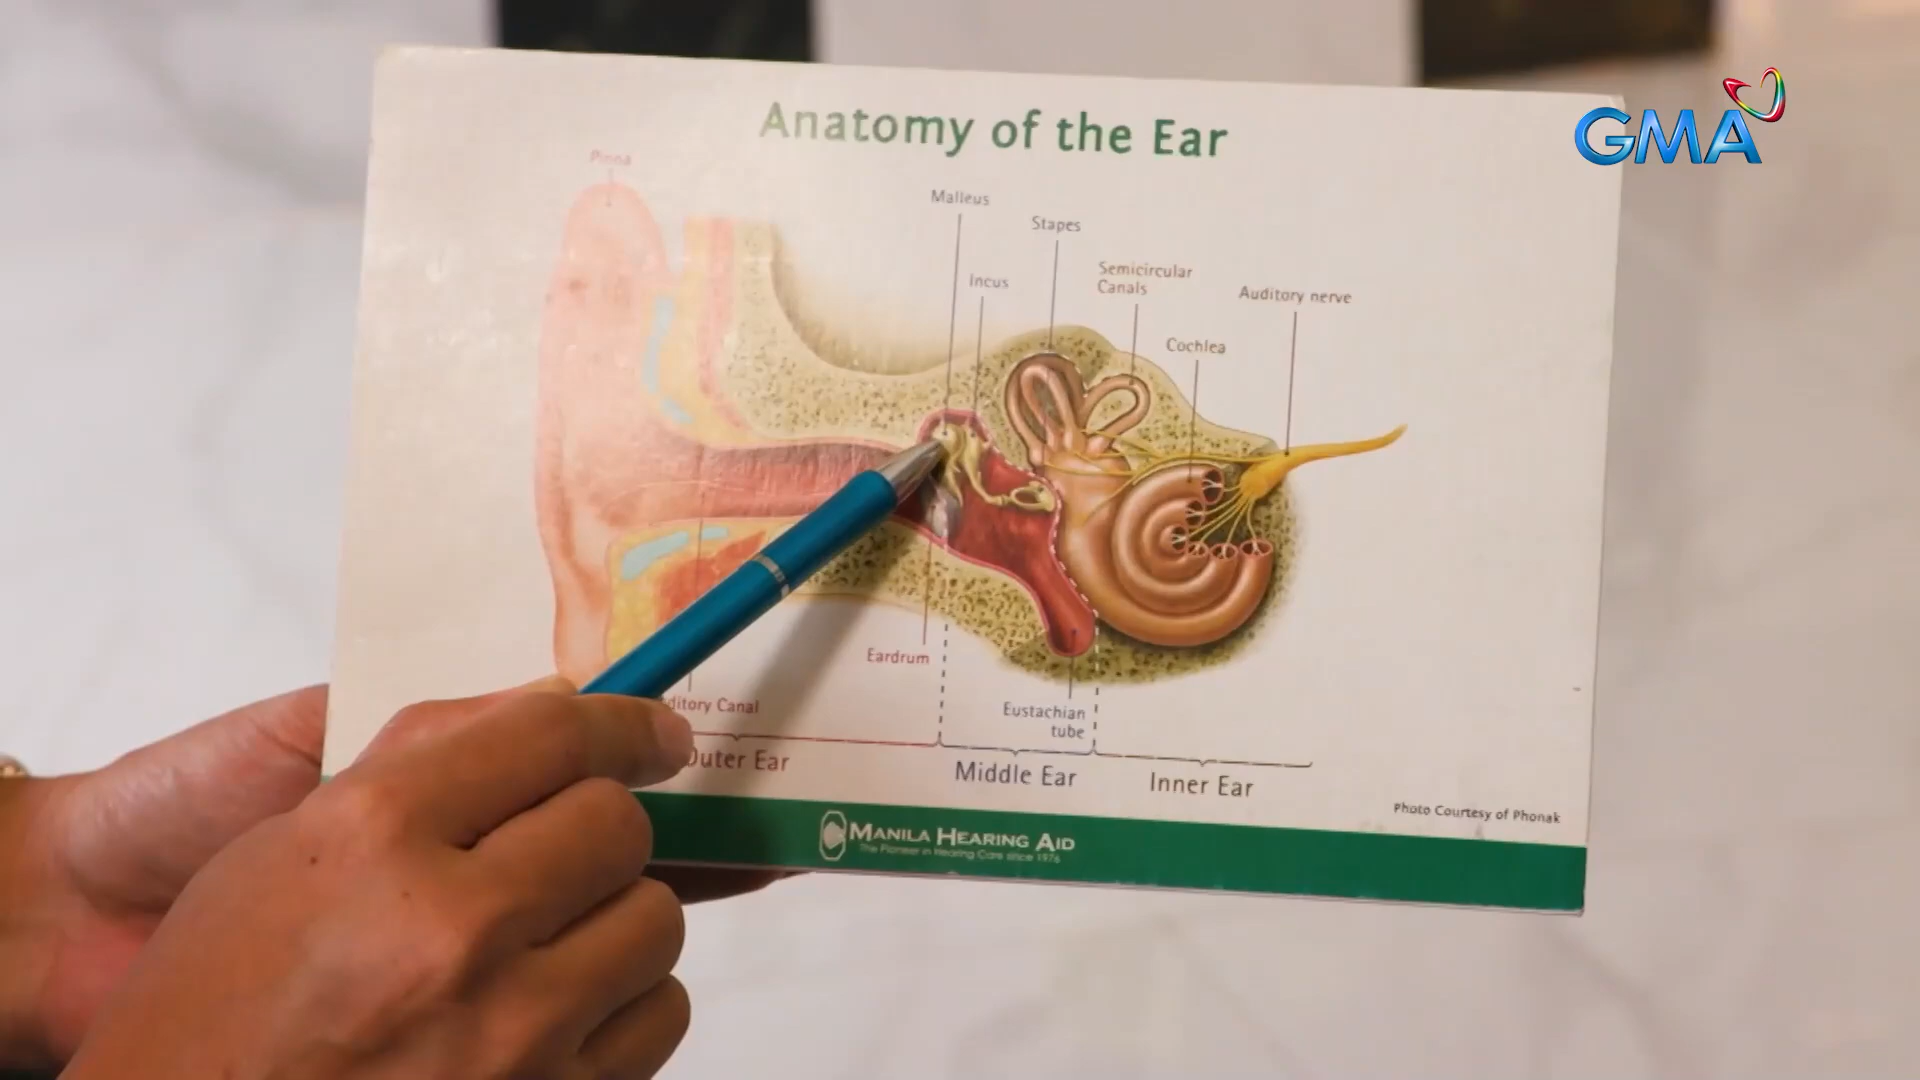 Anatomy of the Ear
GMA
Pinna
Malleus
Stapes
Incus
Semicircular
Canals
Auditory nerve
Cochlea
Eardrum
ditory Canal
Eustachian
tube
Outer Ear
Middle Ear
Inner Ear
Photo Courtesy of Phonak
MANILA HEARING AID
The Pioneer in Hearing Care since 1976